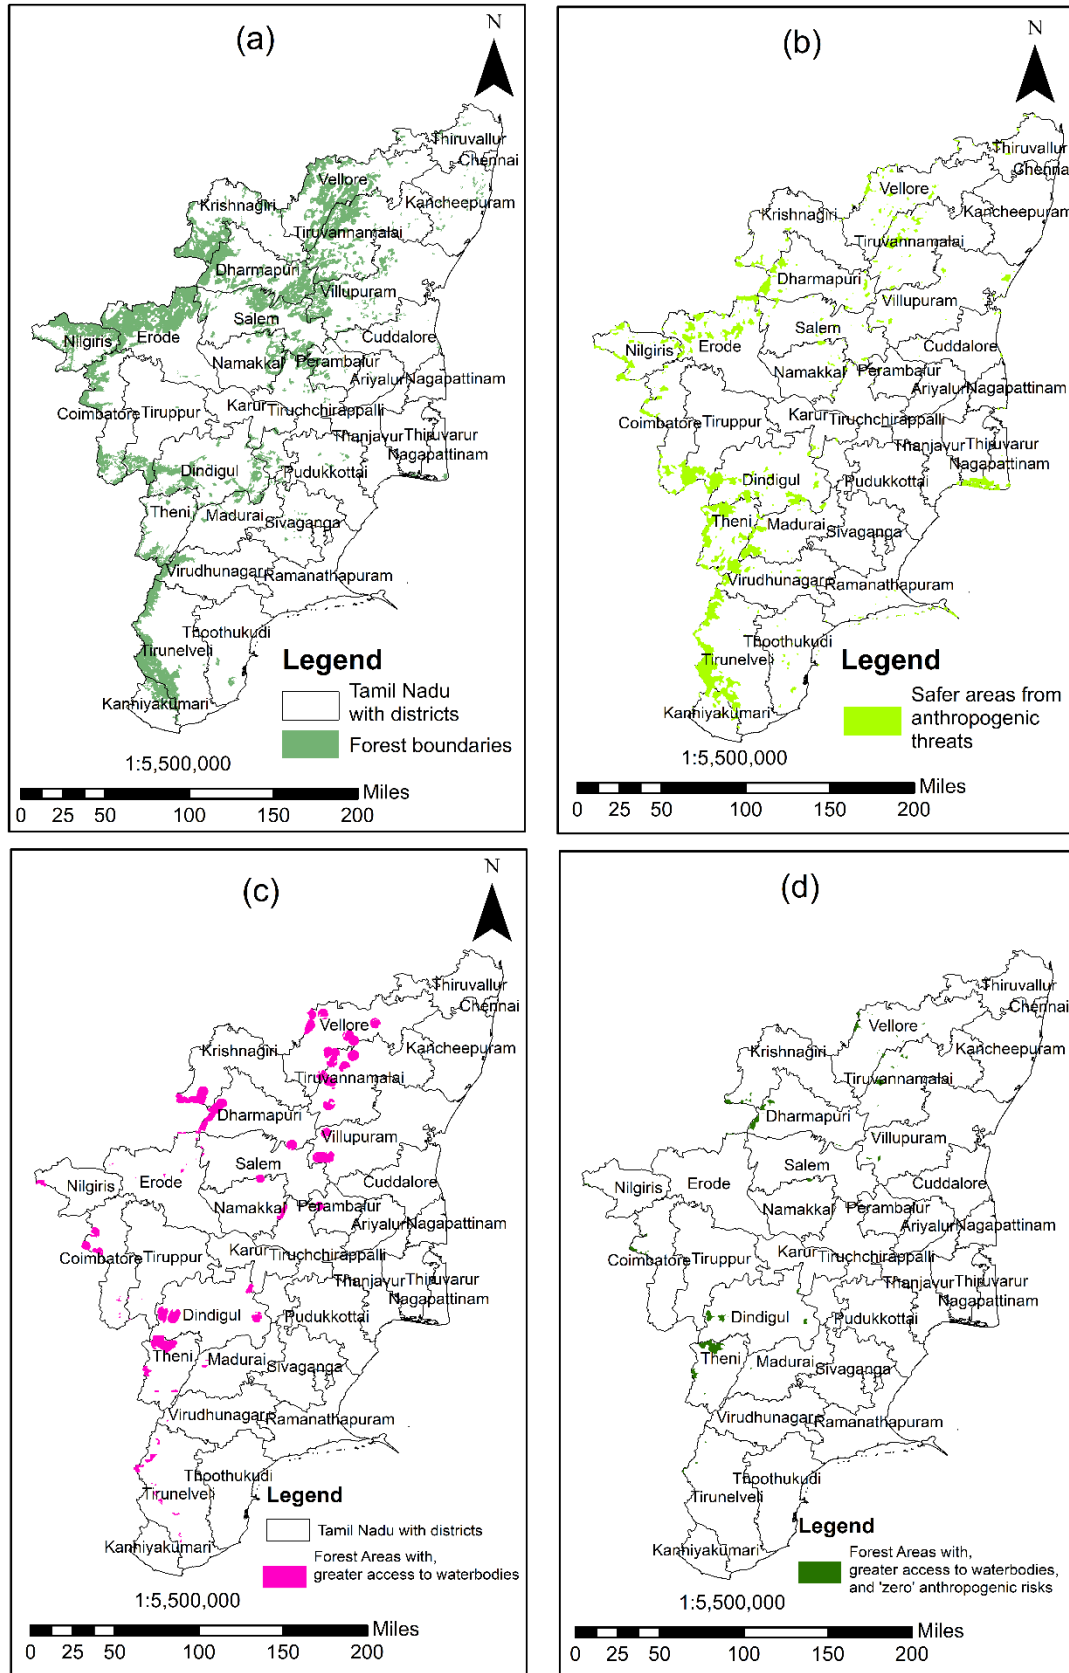 (a)
N
Thiruvallur
Chennai
Vellore
Kancheepuram
Krishnagiri
Tiruvannamalai
Dharmapuri
Villupuram
Salem
Nilgiris
Erode
Cuddalore
Namakkal
Perambalur
Ariyalur
Nagapattinam
Coimbatore
Tiruppur
Karur
Tiruchchirappalli
Thanjavur
Thiruvarur
Nagapattinam
Dindigul
Pudukkottai
Theni
Madurai
Sivaganga
Virudhunagar
Ramanathapuram
Thoothukudi
Tirunelveli
Kanniyakumari
Legend
Tamil Nadu
with districts
Forest boundaries
1:5,500,000
Miles
0 25 50 100 150 200
(b)
N
Thiruvallur
Chennai
Vellore
Kancheepuram
Krishnagiri
Tiruvannamalai
Dharmapuri
Villupuram
Salem
Nilgiris
Erode
Cuddalore
Namakkal
Perambalur
Ariyalur
Nagapattinam
Coimbatore
Tiruppur
Karur
Tiruchchirappalli
Thanjavur
Thiruvarur
Nagapattinam
Dindigul
Pudukkottai
Theni
Madurai
Sivaganga
Virudhunagar
Ramanathapuram
Thoothukudi
Tirunelveli
Kanniyakumari
Legend
Safer areas from
anthropogenic
threats
1:5,500,000
Miles
0 25 50 100 150 200
(c)
N
Thiruvallur
Chennai
Vellore
Kancheepuram
Krishnagiri
Tiruvannamalai
Dharmapuri
Villupuram
Salem
Nilgiris
Erode
Cuddalore
Namakkal
Perambalur
Ariyalur
Nagapattinam
Coimbatore
Tiruppur
Karur
Tiruchchirappalli
Thanjavur
Thiruvarur
Nagapattinam
Dindigul
Pudukkottai
Theni
Madurai
Sivaganga
Virudhunagar
Ramanathapuram
Thoothukudi
Tirunelveli
Kanniyakumari
Legend
Tamil Nadu with districts
Forest Areas with,
greater access to waterbodies
1:5,500,000
Miles
0 25 50 100 150 200
(d)
Thiruvallur
Chennai
Vellore
Kancheepuram
Krishnagiri
Tiruvannamalai
Dharmapuri
Villupuram
Salem
Nilgiris
Erode
Cuddalore
Namakkal
Perambalur
Ariyalur
Nagapattinam
Coimbatore
Tiruppur
Karur
Tiruchchirappalli
Thanjavur
Thiruvarur
Nagapattinam
Dindigul
Pudukkottai
Theni
Madurai
Sivaganga
Virudhunagar
Ramanathapuram
Thoothukudi
Tirunelveli
Kanniyakumari
Legend
Forest Areas with,
greater access to waterbodies,
and 'zero' anthropogenic risks
1:5,500,000
Miles
0 25 50 100 150 200